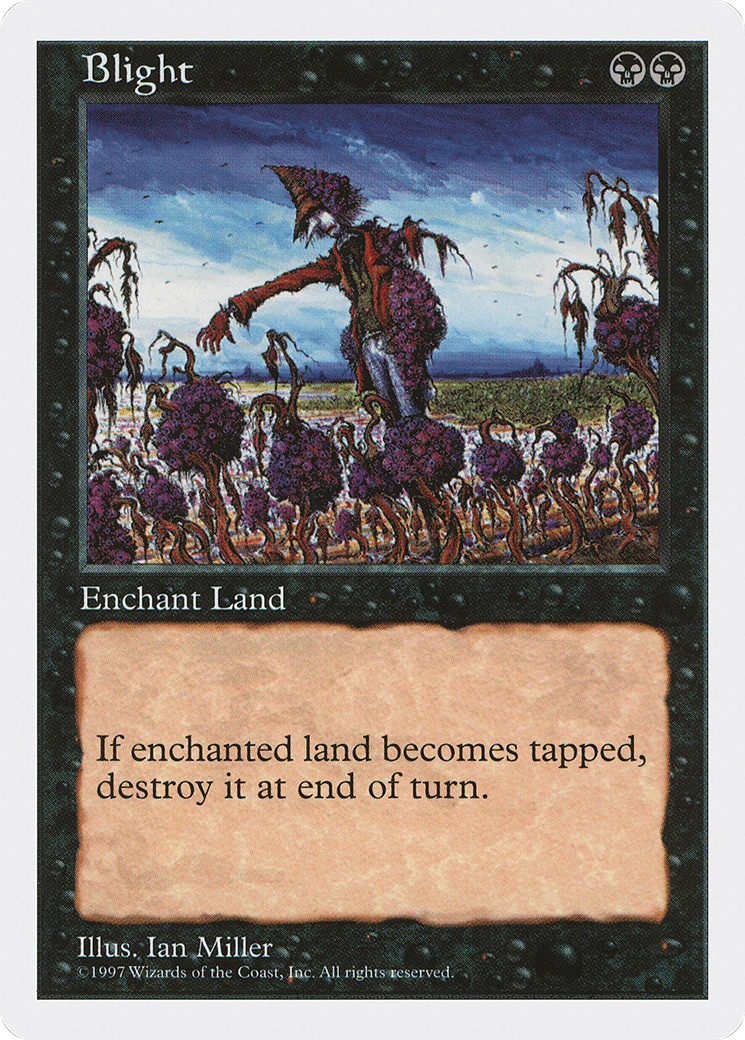 Blight
Enchant Land
If enchanted land becomes tapped,
destroy it at end of turn.
Illus. Ian Miller
©1997 Wizards of the Coast, Inc. All rights reserved.